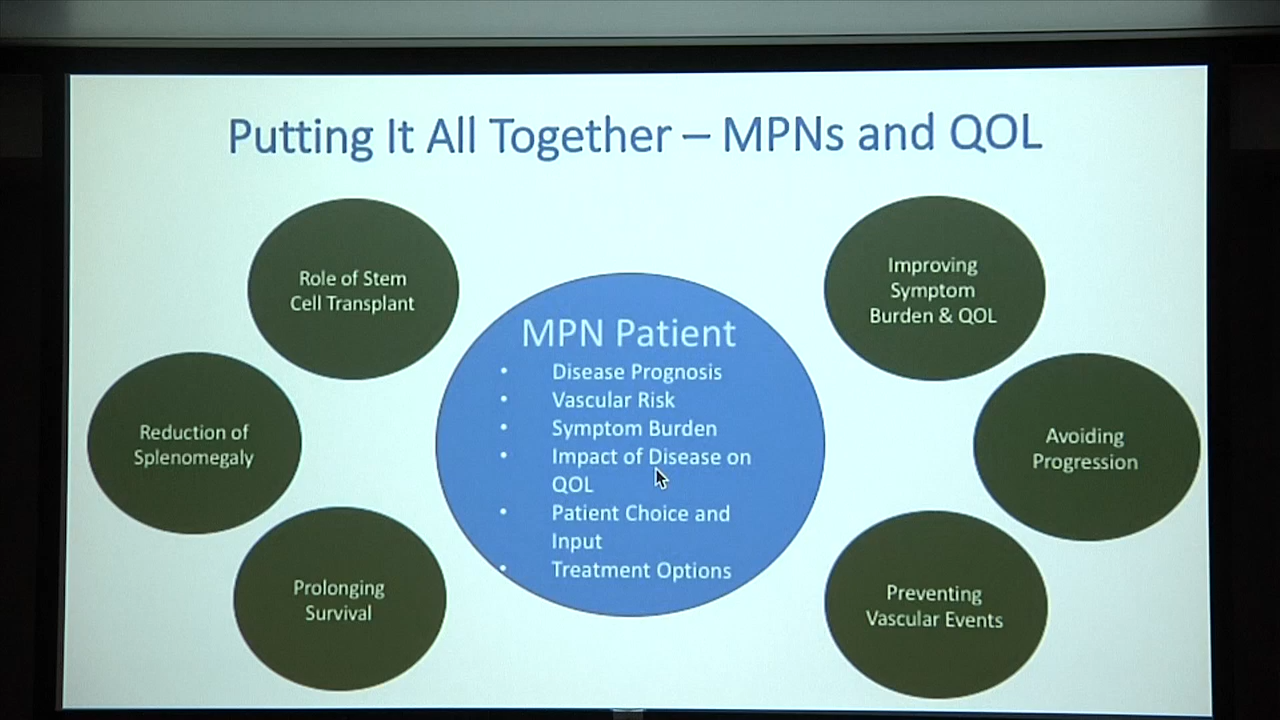 Putting It All Together – MPNs and QOL
Role of Stem
Cell Transplant
Improving
Symptom
Burden & QOL
MPN Patient
• Disease Prognosis
• Vascular Risk
• Symptom Burden
• Impact of Disease on
QOL
• Patient Choice and
Input
• Treatment Options
Reduction of
Splenomegaly
Avoiding
Progression
Prolonging
Survival
Preventing
Vascular Events